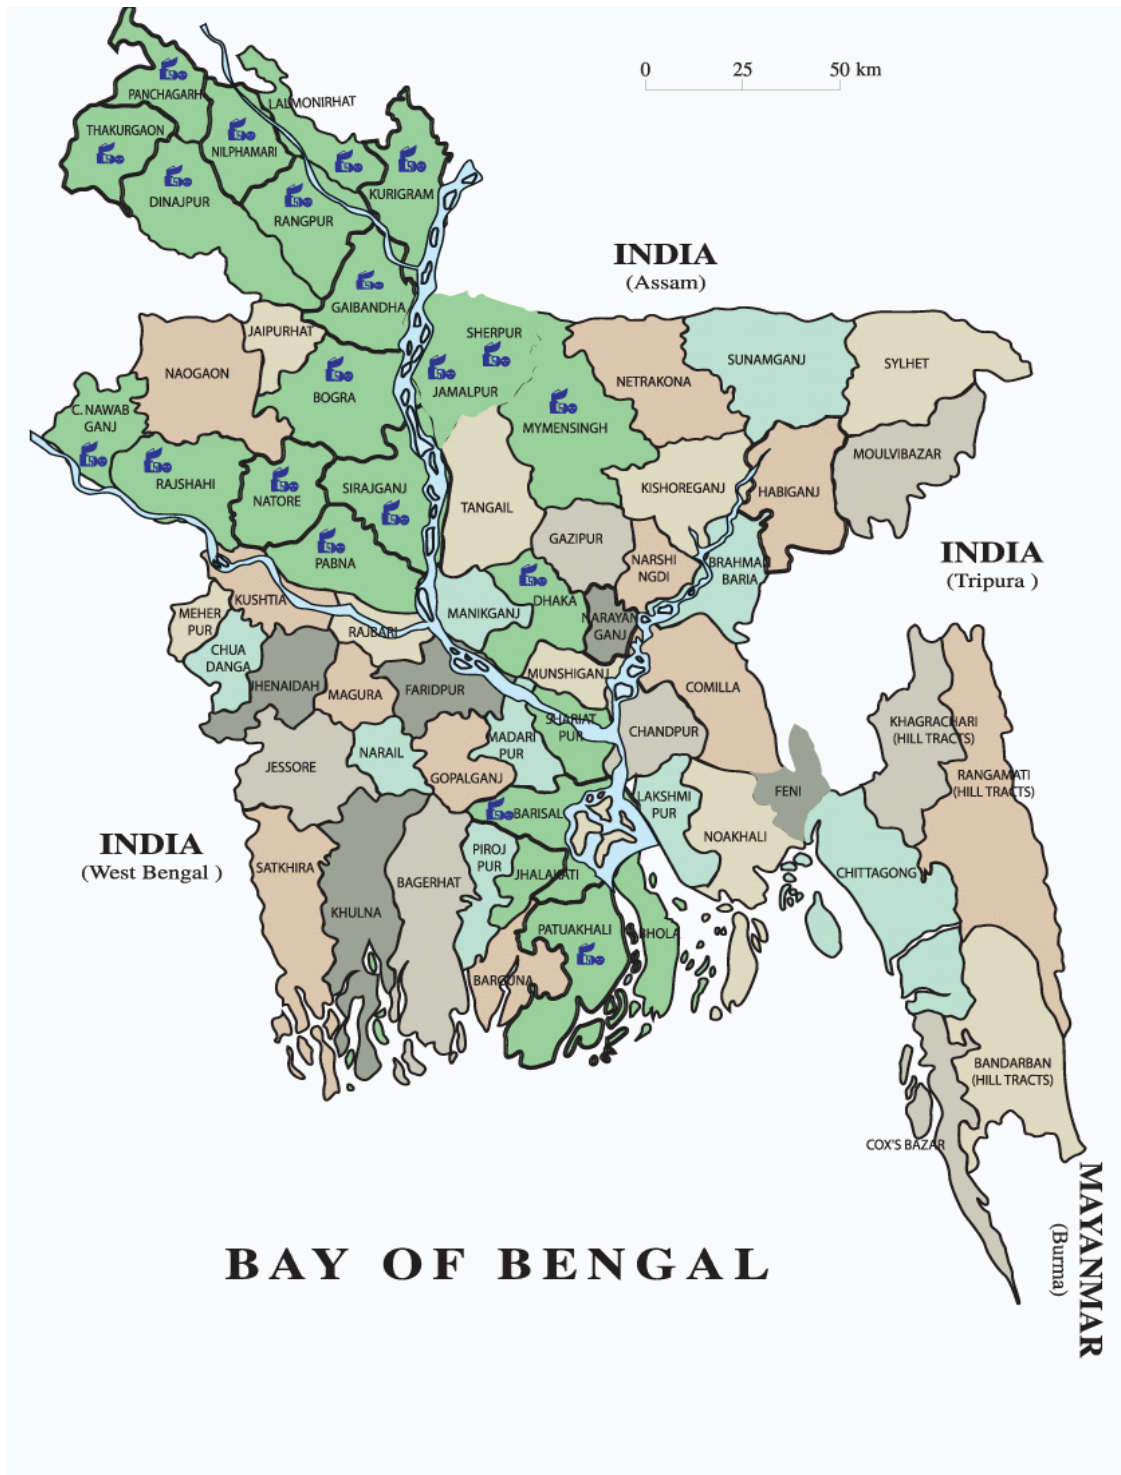 0 25 50 km
PANCHAGARH
LALMONIRHAT
THAKURGAON
NILPHAMARI
DINAJPUR
RANGPUR
KURIGRAM
INDIA
(Assam)
GAIBANDHA
JAIPURHAT
SHERPUR
NAOGAON
SUNAMGANJ
SYLHET
NETRAKONA
JAMALPUR
BOGRA
C. NAWAB
GANJ
MYMENSINGH
MOULVIBAZAR
RAJSHAHI
SIRAJGANJ
NATORE
KISHOREGANJ
HABIGANJ
TANGAIL
GAZIPUR
PABNA
NARSHI
NGDI
BRAHMAN
BARIA
INDIA
(Tripura )
KUSHTIA
MEHER
PUR
RAJBARI
MANIKGANJ
DHAKA
NARAYAN
GANJ
CHUA
DANGA
JHENAIDAH
MAGURA
FARIDPUR
MUNSHIGANJ
COMILLA
SHARIAT
PUR
CHANDPUR
KHAGRACHARI
(HILL TRACTS)
MADARI
PUR
NARAIL
JESSORE
GOPALGANJ
RANGAMATI
(HILL TRACTS)
FENI
LAKSHMI
PUR
BARISAL
NOAKHALI
INDIA
(West Bengal )
PIROJ
PUR
SATKHIRA
JHALAKATI
BAGERHAT
CHITTAGONG
KHULNA
PATUAKHALI
BHOLA
BARGUNA
BANDARBAN
(HILL TRACTS)
COX'S BAZAR
MAYANMAR
(Burma)
BAY OF BENGAL